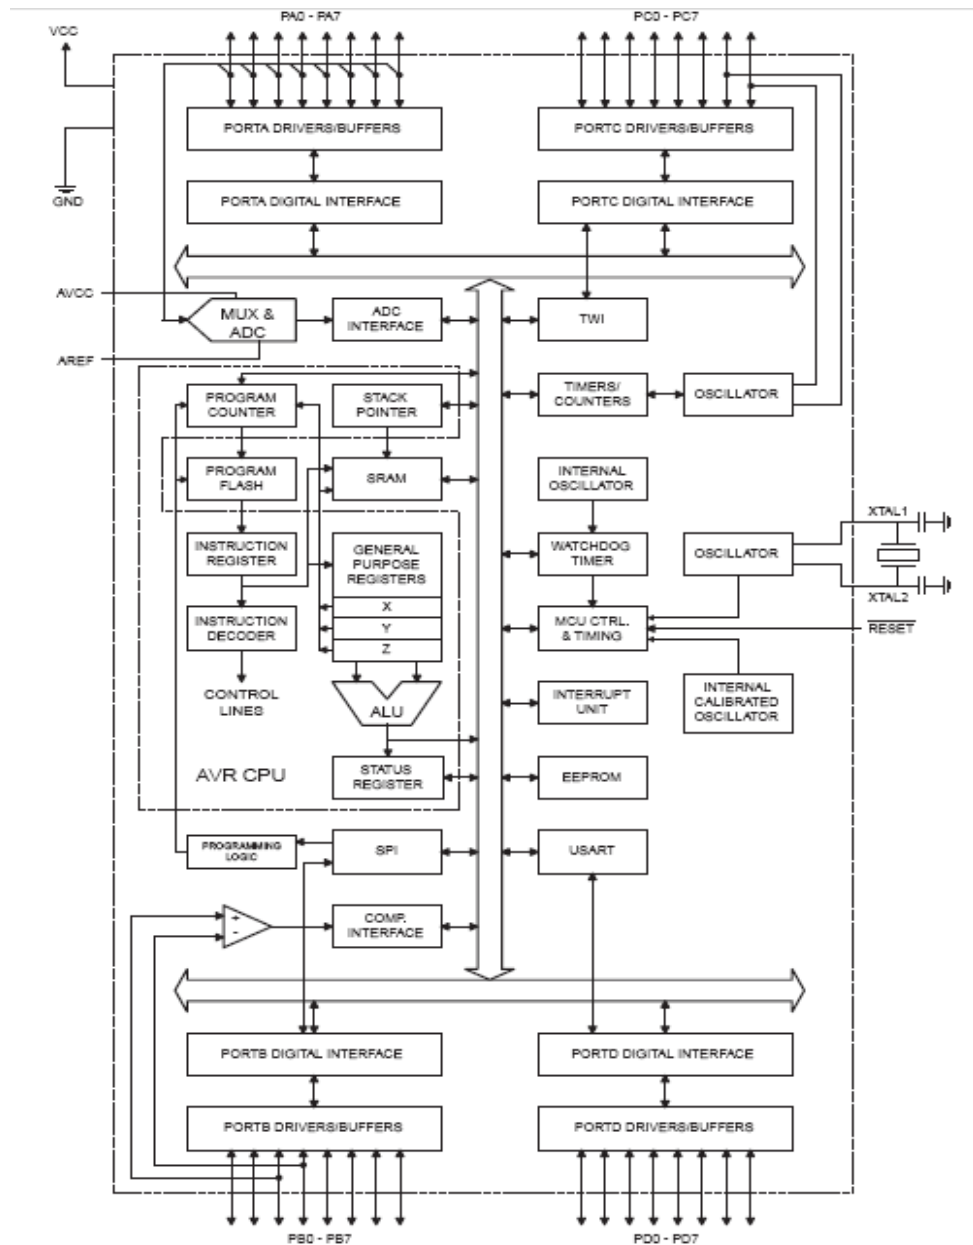 PA0 - PA7
PC0 - PC7
VCC
PORTA DRIVERS/BUFFERS
PORTC DRIVERS/BUFFERS
GND
PORTA DIGITAL INTERFACE
PORTC DIGITAL INTERFACE
AVCC
MUX &
ADC
ADC
INTERFACE
TWI
AREF
PROGRAM
COUNTER
STACK
POINTER
TIMERS/
COUNTERS
OSCILLATOR
PROGRAM
FLASH
SRAM
INTERNAL
OSCILLATOR
XTAL1
INSTRUCTION
REGISTER
GENERAL
PURPOSE
REGISTERS
WATCHDOG
TIMER
OSCILLATOR
XTAL2
X
INSTRUCTION
DECODER
Y
Z
MCU CTRL.
& TIMING
RESET
CONTROL
LINES
ALU
INTERRUPT
UNIT
INTERNAL
CALIBRATED
OSCILLATOR
AVR CPU
STATUS
REGISTER
EEPROM
PROGRAMMING
LOGIC
SPI
USART
+
-
COMP.
INTERFACE
PORTB DIGITAL INTERFACE
PORTD DIGITAL INTERFACE
PORTB DRIVERS/BUFFERS
PORTD DRIVERS/BUFFERS
PB0 - PB7
PD0 - PD7